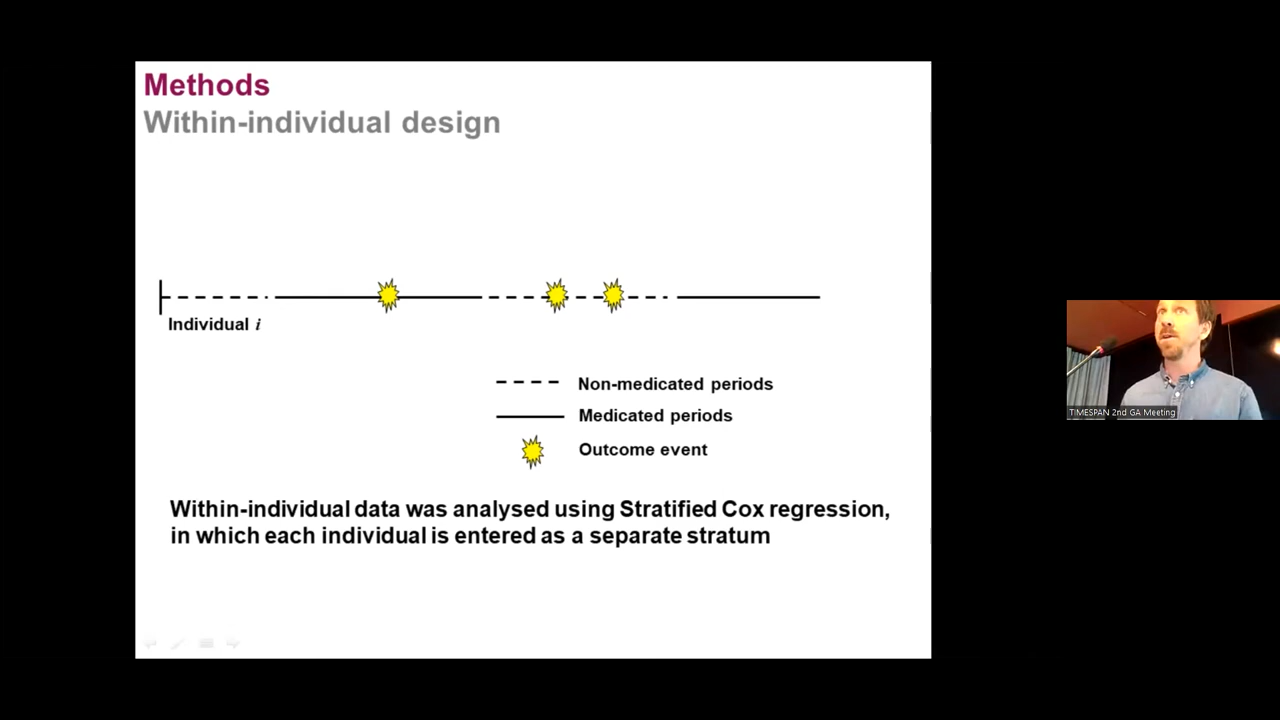 Methods
Within-individual design
Individual i
Non-medicated periods
Medicated periods
Outcome event
Within-individual data was analysed using Stratified Cox regression,
in which each individual is entered as a separate stratum
TIMESPAN 2nd GA Meeting